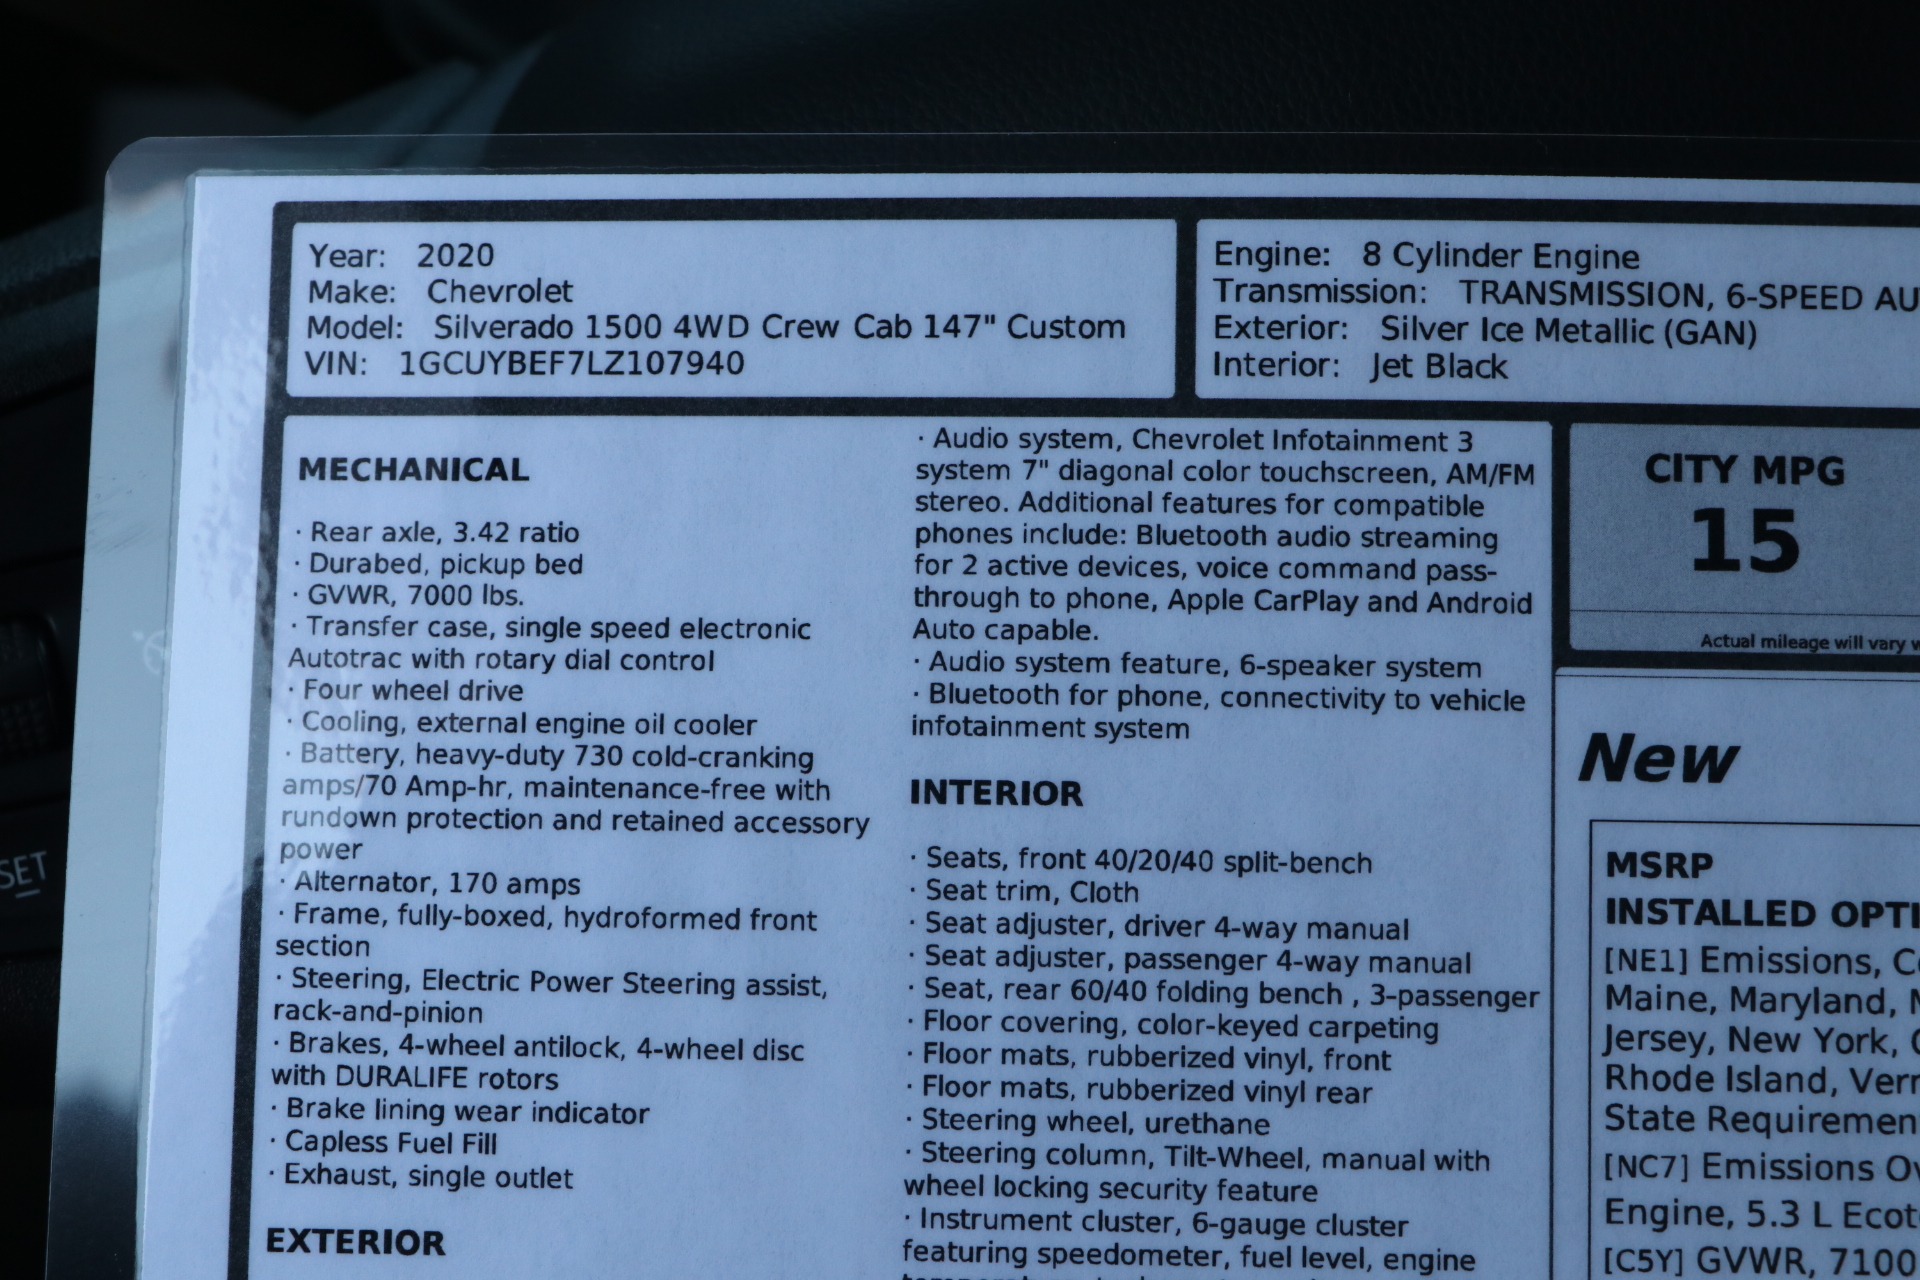 Year: 2020
Make: Chevrolet
Model: Silverado 1500 4WD Crew Cab 147" Custom
VIN: 1GCUYBEF7LZ107940
Engine: 8 Cylinder Engine
Transmission: TRANSMISSION, 6-SPEED AU
Exterior: Silver Ice Metallic (GAN)
Interior: Jet Black
MECHANICAL
· Rear axle, 3.42 ratio
· Durabed, pickup bed
· GVWR, 7000 lbs.
· Transfer case, single speed electronic
Autotrac with rotary dial control
· Four wheel drive
· Cooling, external engine oil cooler
· Battery, heavy-duty 730 cold-cranking
amps/70 Amp-hr, maintenance-free with
rundown protection and retained accessory
power
· Alternator, 170 amps
· Frame, fully-boxed, hydroformed front
section
· Steering, Electric Power Steering assist,
rack-and-pinion
· Brakes, 4-wheel antilock, 4-wheel disc
with DURALIFE rotors
· Brake lining wear indicator
· Capless Fuel Fill
· Exhaust, single outlet
EXTERIOR
· Audio system, Chevrolet Infotainment 3
system 7" diagonal color touchscreen, AM/FM
stereo. Additional features for compatible
phones include: Bluetooth audio streaming
for 2 active devices, voice command pass-
through to phone, Apple CarPlay and Android
Auto capable.
· Audio system feature, 6-speaker system
· Bluetooth for phone, connectivity to vehicle
infotainment system
INTERIOR
· Seats, front 40/20/40 split-bench
· Seat trim, Cloth
· Seat adjuster, driver 4-way manual
· Seat adjuster, passenger 4-way manual
· Seat, rear 60/40 folding bench , 3-passenger
· Floor covering, color-keyed carpeting
· Floor mats, rubberized vinyl, front
· Floor mats, rubberized vinyl rear
· Steering wheel, urethane
· Steering column, Tilt-Wheel, manual with
wheel locking security feature
· Instrument cluster, 6-gauge cluster
featuring speedometer, fuel level, engine
CITY MPG
15
Actual mileage will vary w
New
MSRP
INSTALLED OPTI
[NE1] Emissions, Co
Maine, Maryland, M
Jersey, New York, O
Rhode Island, Verm
State Requiremen
[NC7] Emissions Ov
Engine, 5.3 L Ecot
[C5Y] GVWR, 7100
SET